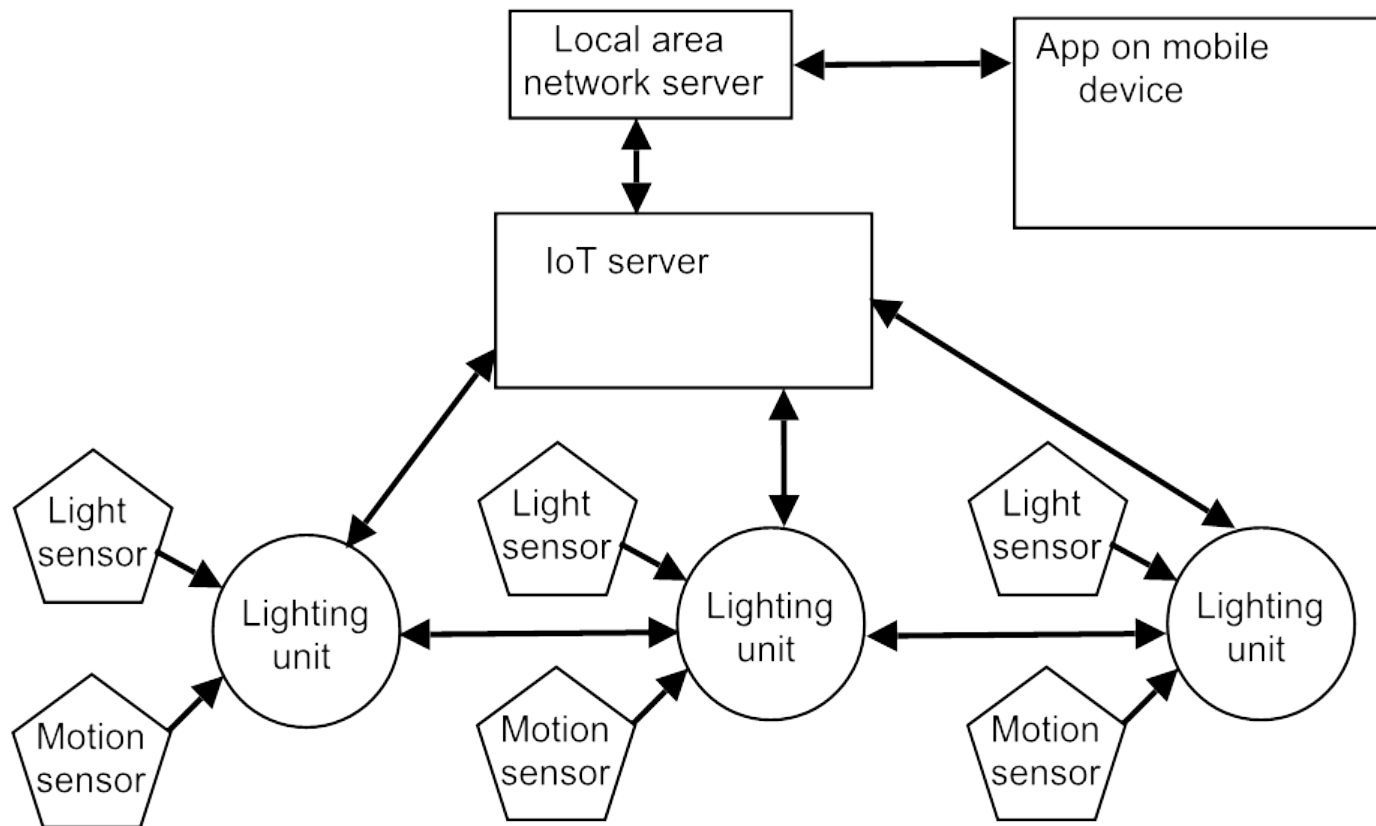 Local area
network server
App on mobile
device
IoT server
Light
sensor
Light
sensor
Light
sensor
Lighting
unit
Lighting
unit
Lighting
unit
Motion
sensor
Motion
sensor
Motion
sensor